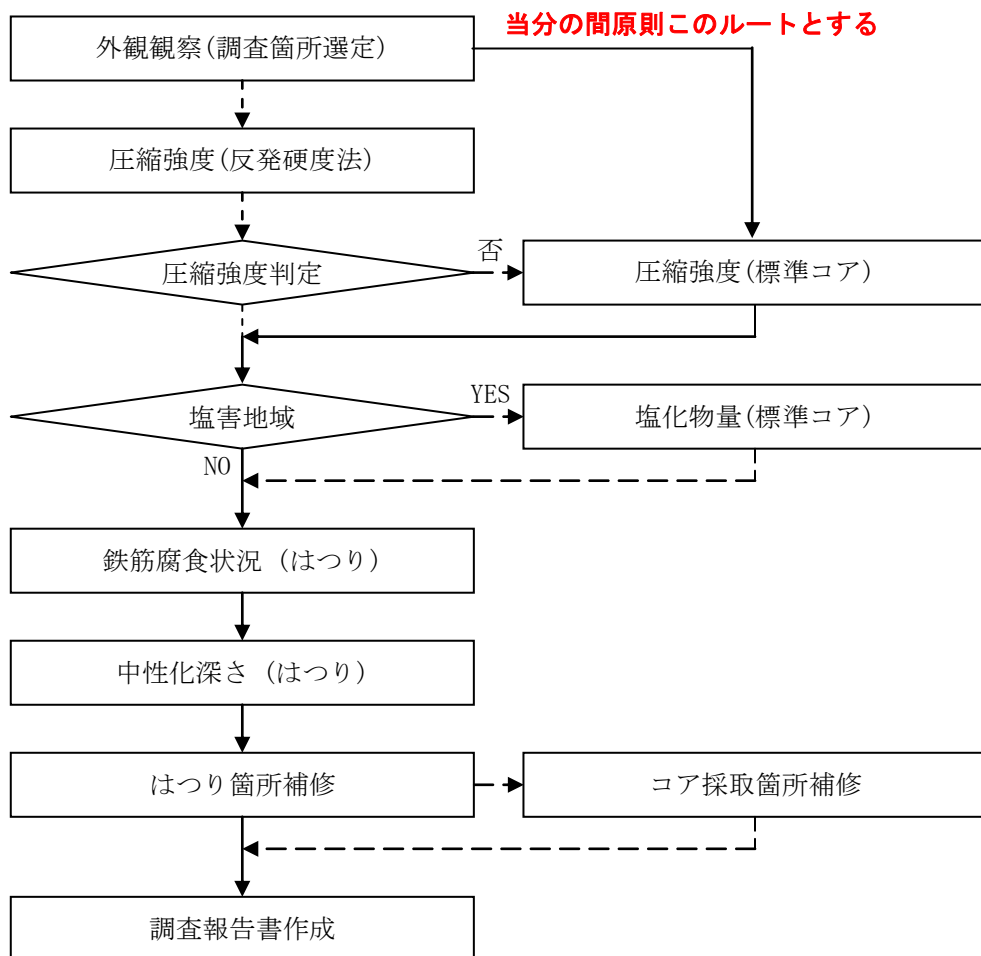 当分の間原則このルートとする
外観観察(調査箇所選定)
圧縮強度(反発硬度法)
圧縮強度判定
否
圧縮強度(標準コア)
塩害地域
YES
塩化物量(標準コア)
NO
鉄筋腐食状況 (はつり)
中性化深さ (はつり)
はつり箇所補修
コア採取箇所補修
調査報告書作成